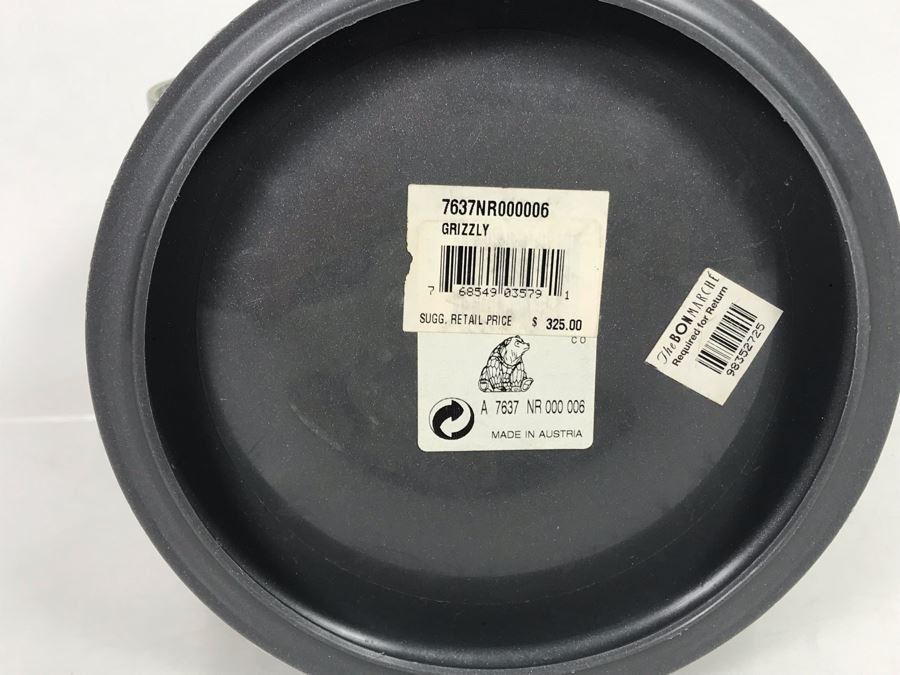 7637NR000006
GRIZZLY
7 68549 03579 1
SUGG. RETAIL PRICE $ 325.00
CO
A 7637 NR 000 006
MADE IN AUSTRIA
The BON MARCHÉ
Required for Return
98352725